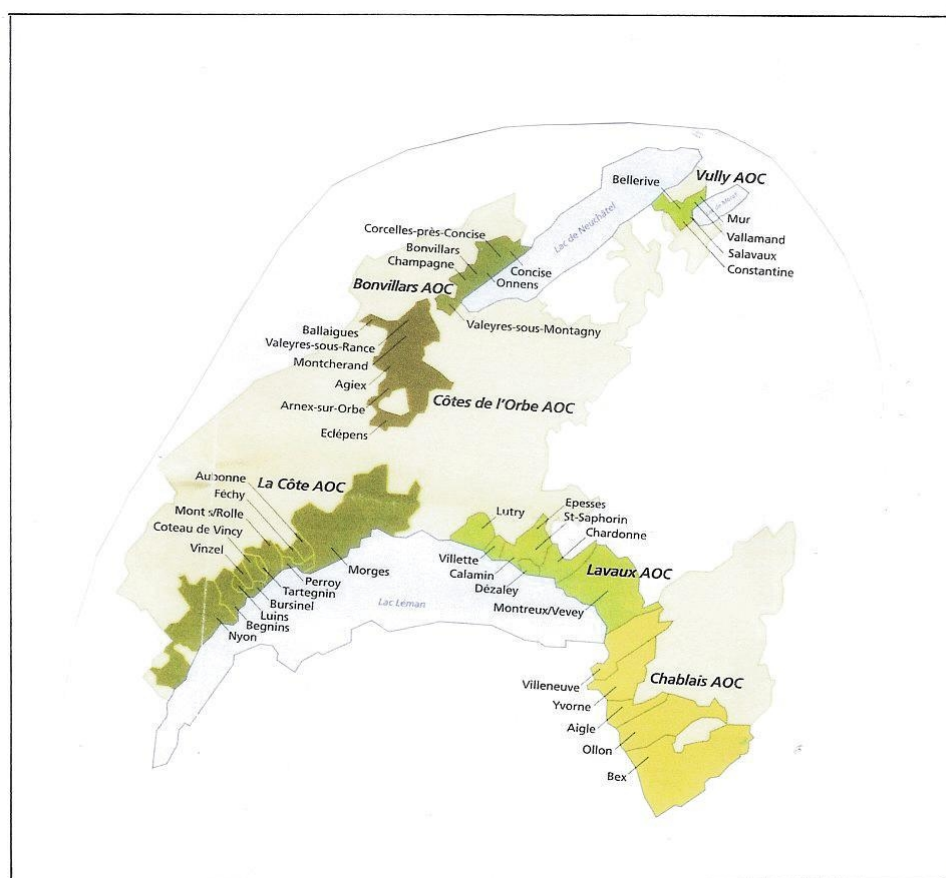 Bellerive
Vully AOC
Lac de Neuchâtel
Mur
Vallamand
Salavaux
Constantine
Corcelles-près-Concise
Bonvillars
Champagne
Concise
Onnens
Bonvillars AOC
Valeyres-sous-Montagny
Ballaigues
Valeyres-sous-Rance
Montcherand
Agiex
Arnex-sur-Orbe
Eclépens
Côtes de l'Orbe AOC
La Côte AOC
Aubonne
Féchy
Mont s/Rolle
Coteau de Vincy
Vinzel
Morges
Perroy
Tartegnin
Bursinel
Luins
Begnins
Nyon
Lac Léman
Lutry
Epesses
St-Saphorin
Chardonne
Villette
Calamin
Dézaley
Lavaux AOC
Montreux/Vevey
Chablais AOC
Villeneuve
Yvorne
Aigle
Ollon
Bex